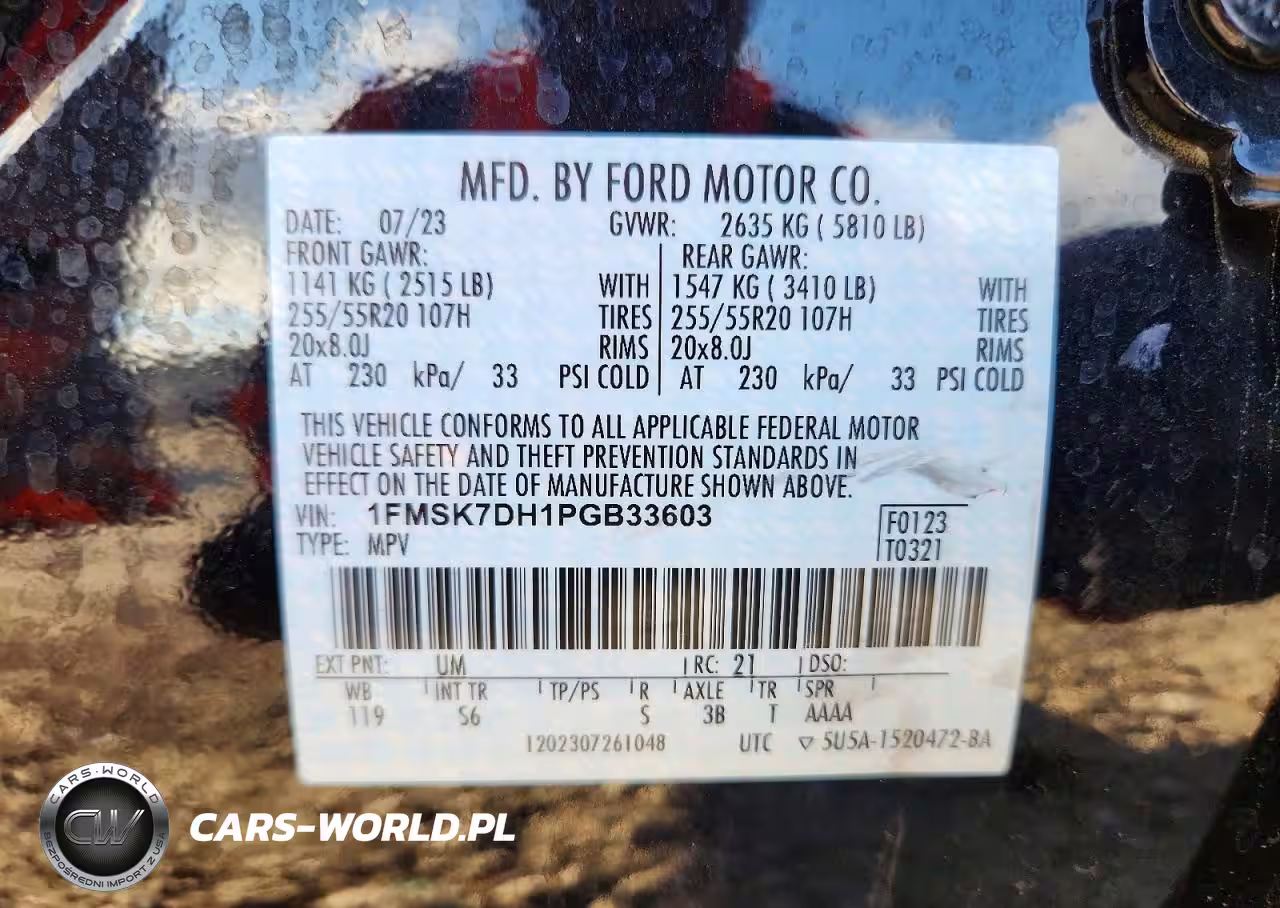 MFD. BY FORD MOTOR CO.
DATE: 07/23 GVWR: 2635 KG ( 5810 LB)
FRONT GAWR: REAR GAWR:
1141 KG ( 2515 LB) WITH 1547 KG ( 3410 LB) WITH
255/55R20 107H TIRES 255/55R20 107H TIRES
20x8.0J RIMS 20x8.0J RIMS
AT 230 kPa/ 33 PSI COLD AT 230 kPa/ 33 PSI COLD
THIS VEHICLE CONFORMS TO ALL APPLICABLE FEDERAL MOTOR
VEHICLE SAFETY AND THEFT PREVENTION STANDARDS IN
EFFECT ON THE DATE OF MANUFACTURE SHOWN ABOVE.
VIN: 1FMSK7DH1PGB33603 F0123
TYPE: MPV T0321
EXT PNT: UM RC: 21 DSO:
WB INT TR TP/PS R AXLE TR SPR
119 S6 S 3B T AAAA
1202307261048 UTC ▽ 5U5A-1520472-BA
CARS-WORLD
CW
BEZPOŚREDNI IMPORT Z USA
CARS-WORLD.PL